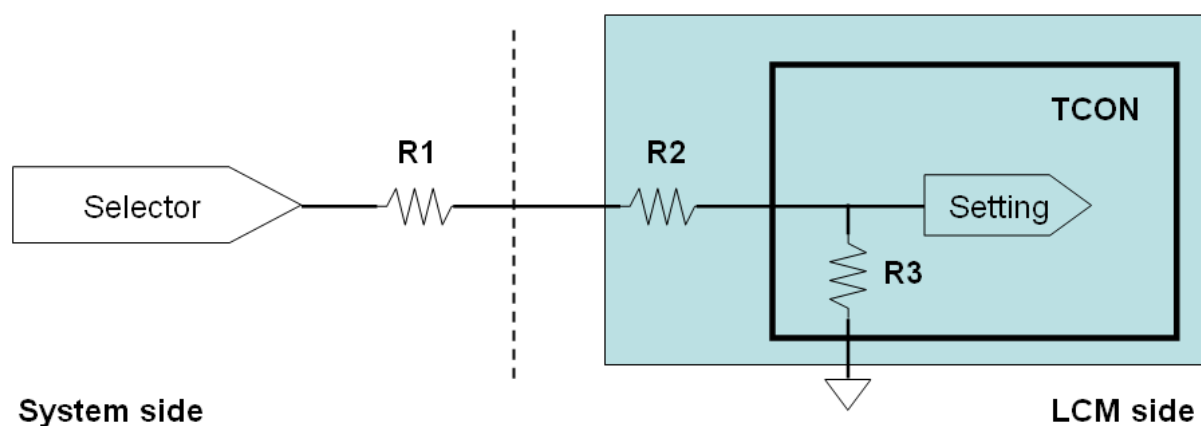 TCON
R1
R2
Selector
Setting
R3
System side
LCM side